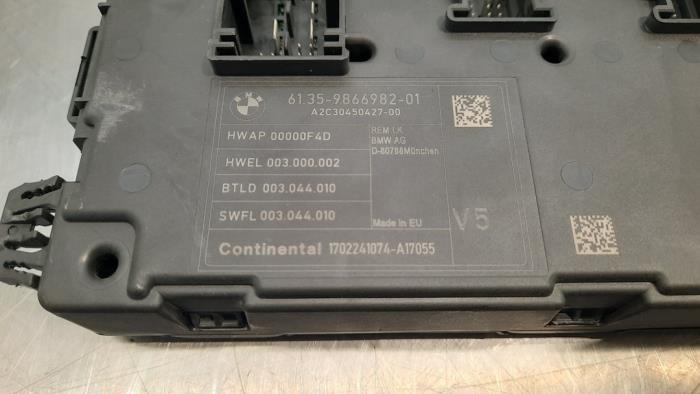 BMW
61.35-9866982-01
A2C30450427-00
HWAP 00000F4D
HWEL 003.000.002
BTLD 003.044.010
SWFL 003.044.010
REM LK
BMW AG
D-80788München
Made in EU
V5
Continental 1702241074-A17055